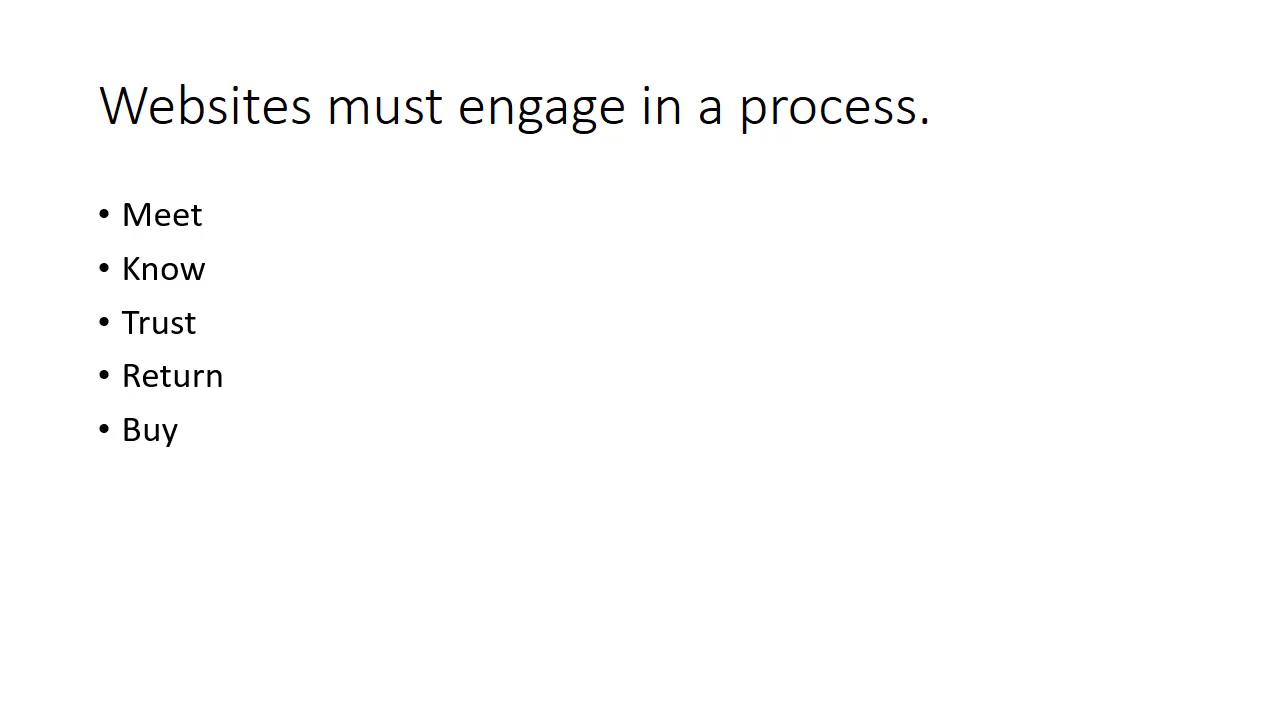 Websites must engage in a process.
• Meet
• Know
• Trust
• Return
• Buy